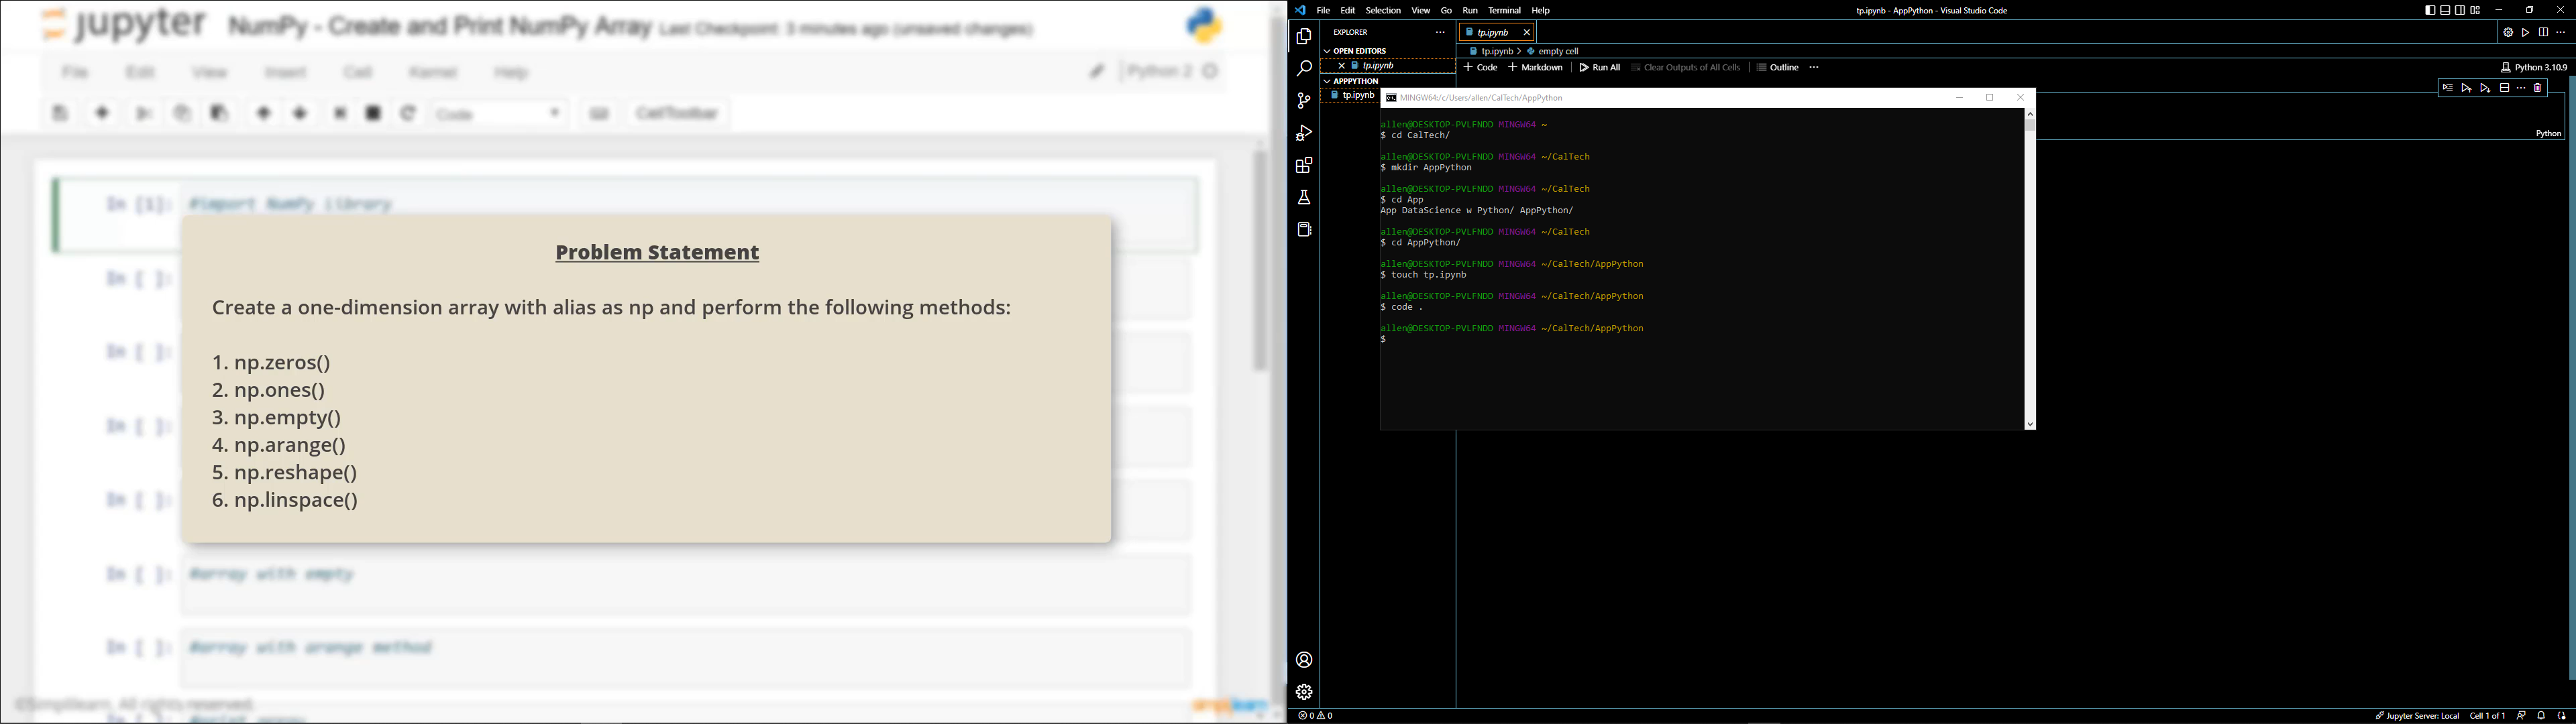 jupyter NumPy - Create and Print NumPy Array Last Checkpoint: 3 minutes ago (unsaved changes)
File Edit View Insert Cell Kernel Help Python 2
Code CellToolbar
In [1]: #import NumPy library
Problem Statement
In [ ]:
Create a one-dimension array with alias as np and perform the following methods:
In [ ]:
1. np.zeros()
2. np.ones()
3. np.empty()
In [ ]:
4. np.arange()
5. np.reshape()
6. np.linspace()
In [ ]:
In [ ]: #array with empty
In [ ]: #array with arange method
©Simplilearn. All rights reserved.
simplilearn
In [ ]: #print array
File Edit Selection View Go Run Terminal Help
tp.ipynb - AppPython - Visual Studio Code
EXPLORER
OPEN EDITORS
tp.ipynb
APPPYTHON
tp.ipynb
tp.ipynb
tp.ipynb > empty cell
+ Code + Markdown Run All Clear Outputs of All Cells Outline
Python 3.10.9
Python
MINGW64:/c/Users/allen/CalTech/AppPython
allen@DESKTOP-PVLFNDD MINGW64 ~
$ cd CalTech/
allen@DESKTOP-PVLFNDD MINGW64 ~/CalTech
$ mkdir AppPython
allen@DESKTOP-PVLFNDD MINGW64 ~/CalTech
$ cd App
App DataScience w Python/ AppPython/
allen@DESKTOP-PVLFNDD MINGW64 ~/CalTech
$ cd AppPython/
allen@DESKTOP-PVLFNDD MINGW64 ~/CalTech/AppPython
$ touch tp.ipynb
allen@DESKTOP-PVLFNDD MINGW64 ~/CalTech/AppPython
$ code .
allen@DESKTOP-PVLFNDD MINGW64 ~/CalTech/AppPython
$
0 0
Jupyter Server: Local Cell 1 of 1